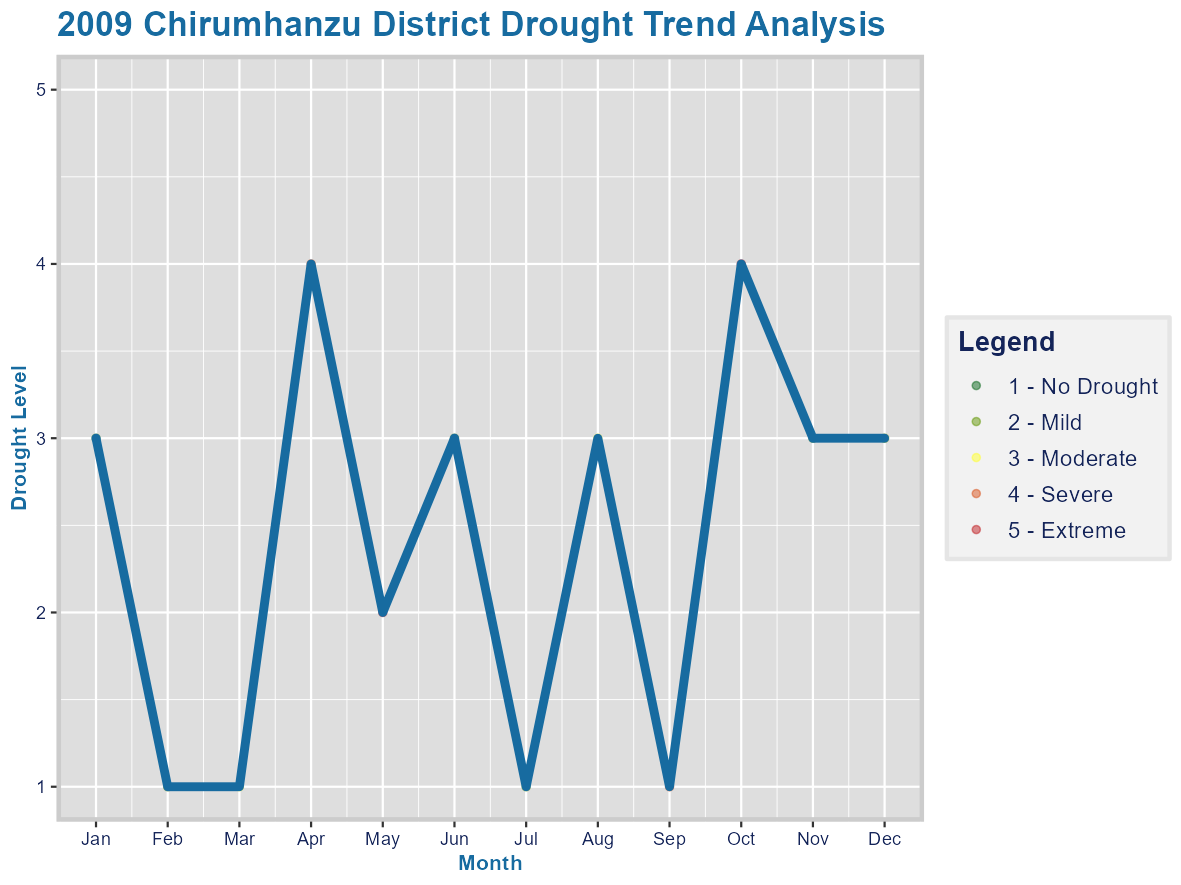 2009 Chirumhanzu District Drought Trend Analysis
Drought Level
5
4
3
2
1
Jan Feb Mar Apr May Jun Jul Aug Sep Oct Nov Dec
Month
Legend
1 - No Drought
2 - Mild
3 - Moderate
4 - Severe
5 - Extreme